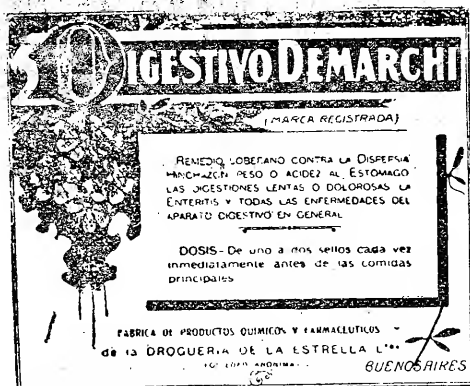 DIGESTIVO DEMARCHI
(MARCA REGISTRADA)
REMEDIO SOBERANO CONTRA LA DISPEPSIA
HINCHAZON PESO O ACIDEZ AL ESTOMAGO
LAS DIGESTIONES LENTAS O DOLOROSAS LA
ENTERITIS Y TODAS LAS ENFERMEDADES DEL
APARATO DIGESTIVO EN GENERAL
DOSIS - De uno a dos sellos cada vez
inmediatamente antes de las comidas
principales
FABRICA DE PRODUCTOS QUIMICOS Y FARMACEUTICOS
de la DROGUERIA DE LA ESTRELLA
BUENOS AIRES